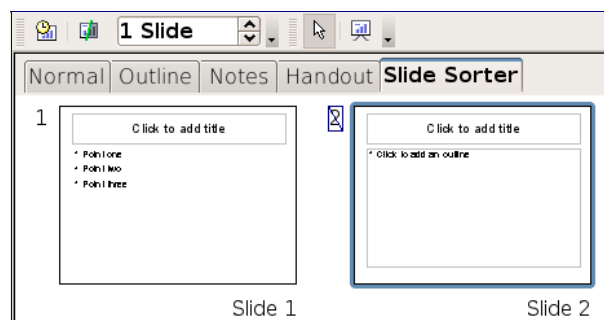 1 Slide
Normal Outline Notes Handout Slide Sorter
1 2
Click to add title Click to add title
Point one Click to add an outline
Point two
Point three
Slide 1 Slide 2